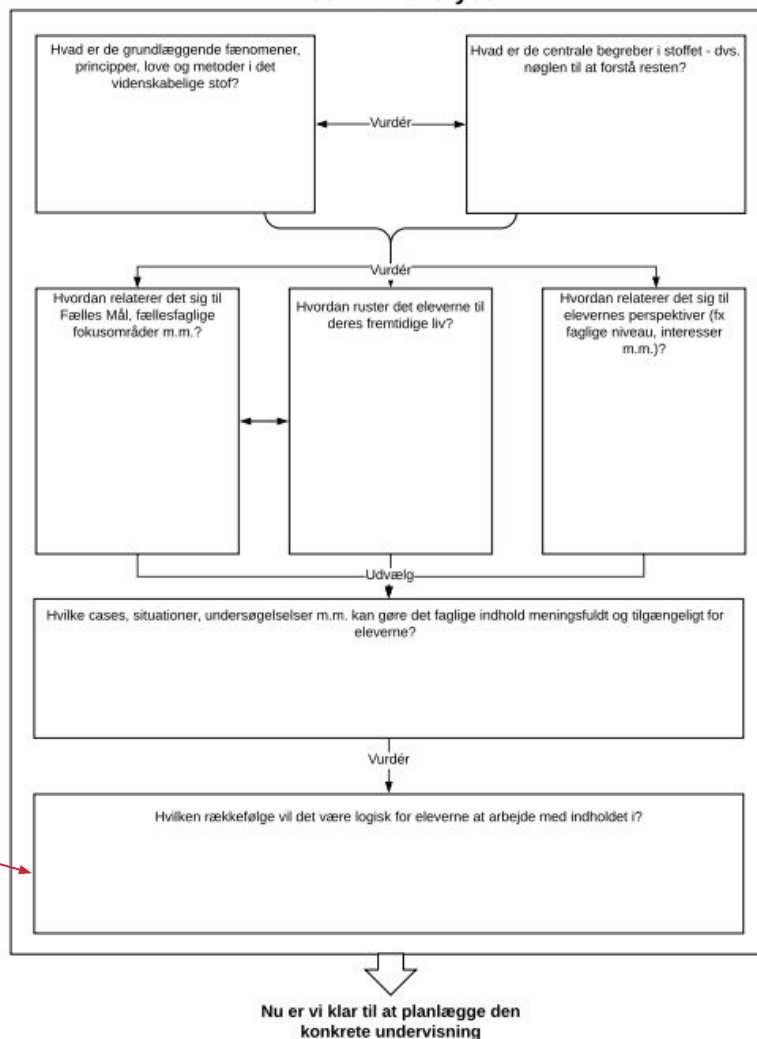 Hvad er de grundlæggende fænomener,
principper, love og metoder i det
videnskabelige stof?
Hvad er de centrale begreber i stoffet - dvs.
nøglen til at forstå resten?
Vurdér
Vurdér
Hvordan relaterer det sig til
Fælles Mål, fællesfaglige
fokusområder m.m.?
Hvordan ruster det eleverne til
deres fremtidige liv?
Hvordan relaterer det sig til
elevernes perspektiver (fx
faglige niveau, interesser
m.m.)?
Udvælg
Hvilke cases, situationer, undersøgelselser m.m. kan gøre det faglige indhold meningsfuldt og tilgængeligt for
eleverne?
Vurdér
Hvilken rækkefølge vil det være logisk for eleverne at arbejde med indholdet i?
Nu er vi klar til at planlægge den
konkrete undervisning